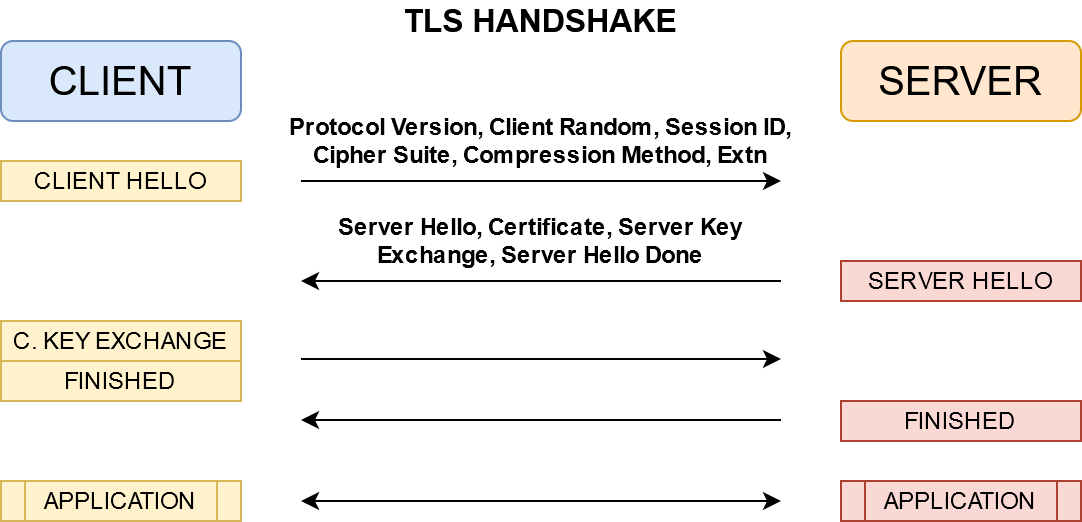 TLS HANDSHAKE
CLIENT
SERVER
Protocol Version, Client Random, Session ID,
Cipher Suite, Compression Method, Extn
CLIENT HELLO
Server Hello, Certificate, Server Key
Exchange, Server Hello Done
SERVER HELLO
C. KEY EXCHANGE
FINISHED
FINISHED
APPLICATION
APPLICATION